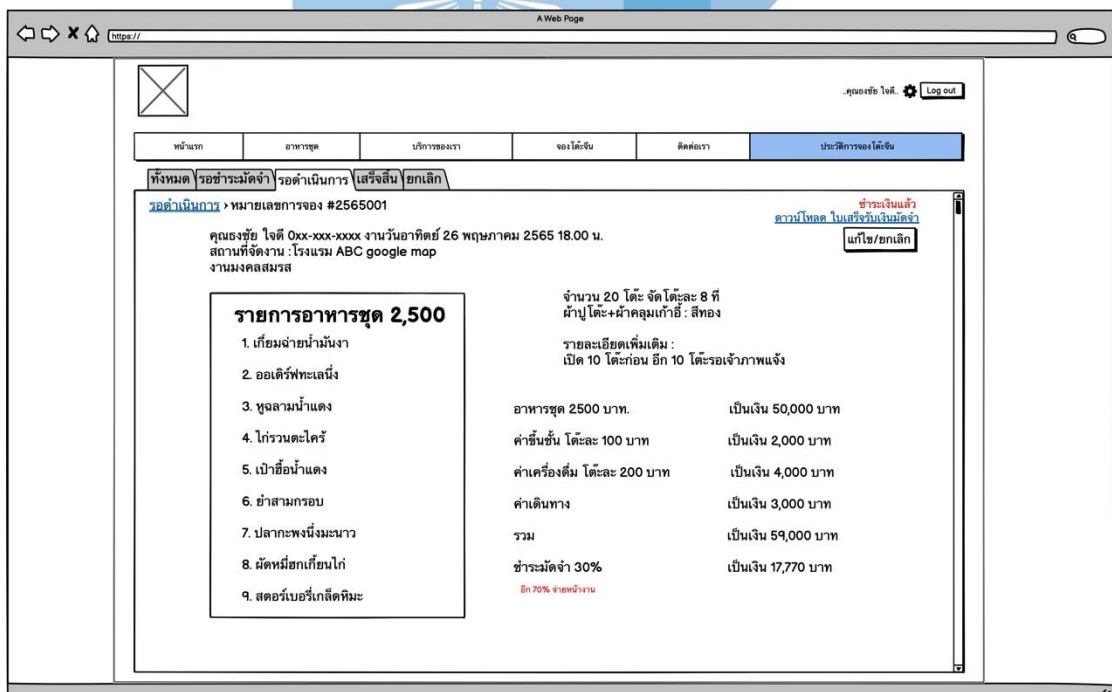 A Web Page
https://
..คุณธงชัย ใจดี.. Log out
หน้าแรก อาหารชุด บริการของเรา จองโต๊ะจีน ติดต่อเรา ประวัติการจองโต๊ะจีน
ทั้งหมด รอชำระมัดจำ รอดำเนินการ เสร็จสิ้น ยกเลิก
รอดำเนินการ › หมายเลขการจอง #2565001
ชำระเงินแล้ว
ดาวน์โหลด ใบเสร็จรับเงินมัดจำ
แก้ไข/ยกเลิก
คุณธงชัย ใจดี 0xx-xxx-xxxx งานวันอาทิตย์ 26 พฤษภาคม 2565 18.00 น.
สถานที่จัดงาน :โรงแรม ABC google map
งานมงคลสมรส
รายการอาหารชุด 2,500
1. เกี๊ยมฉ่ายน้ำมันงา
2. ออเดิร์ฟทะเลนึ่ง
3. หูฉลามน้ำแดง
4. ไก่รวนตะไคร้
5. เป๋าฮื้อน้ำแดง
6. ยำสามกรอบ
7. ปลากะพงนึ่งมะนาว
8. ผัดหมี่ฮกเกี้ยนไก่
9. สตอร์เบอรี่เกล็ดหิมะ
จำนวน 20 โต๊ะ จัดโต๊ะละ 8 ที่
ผ้าปูโต๊ะ+ผ้าคลุมเก้าอี้ : สีทอง
รายละเอียดเพิ่มเติม :
เปิด 10 โต๊ะก่อน อีก 10 โต๊ะรอเจ้าภาพแจ้ง
อาหารชุด 2500 บาท. เป็นเงิน 50,000 บาท
ค่าขึ้นชั้น โต๊ะละ 100 บาท เป็นเงิน 2,000 บาท
ค่าเครื่องดื่ม โต๊ะละ 200 บาท เป็นเงิน 4,000 บาท
ค่าเดินทาง เป็นเงิน 3,000 บาท
รวม เป็นเงิน 59,000 บาท
ชำระมัดจำ 30% เป็นเงิน 17,770 บาท
อีก 70% จ่ายหน้างาน